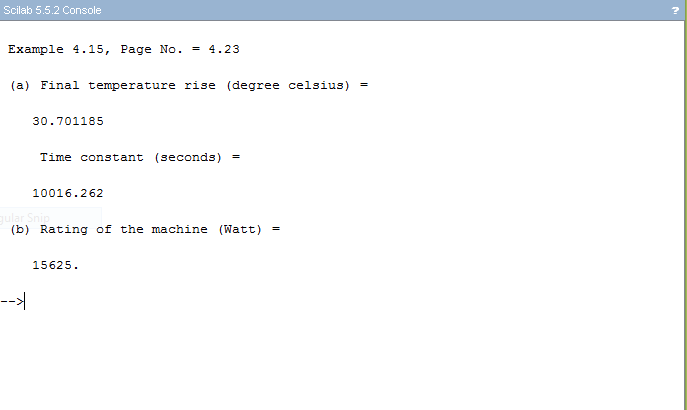 Scilab 5.5.2 Console
?
Example 4.15, Page No. = 4.23
(a) Final temperature rise (degree celsius) =
30.701185
Time constant (seconds) =
10016.262
gular Snip
(b) Rating of the machine (Watt) =
15625.
-->